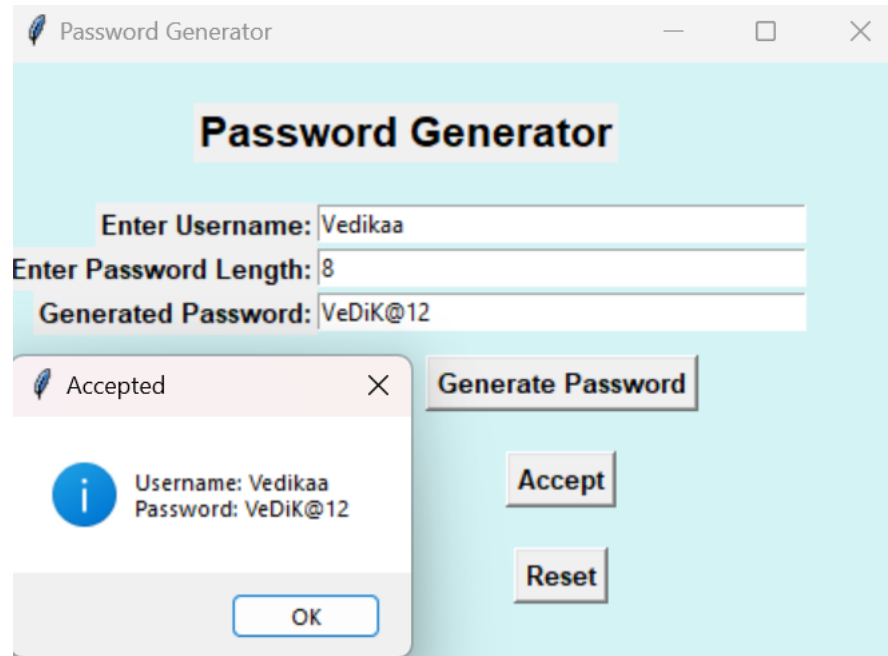 Password Generator
Password Generator
Enter Username: Vedikaa
Enter Password Length: 8
Generated Password: VeDiK@12
Generate Password
Accepted
Username: Vedikaa
Password: VeDiK@12
OK
Accept
Reset